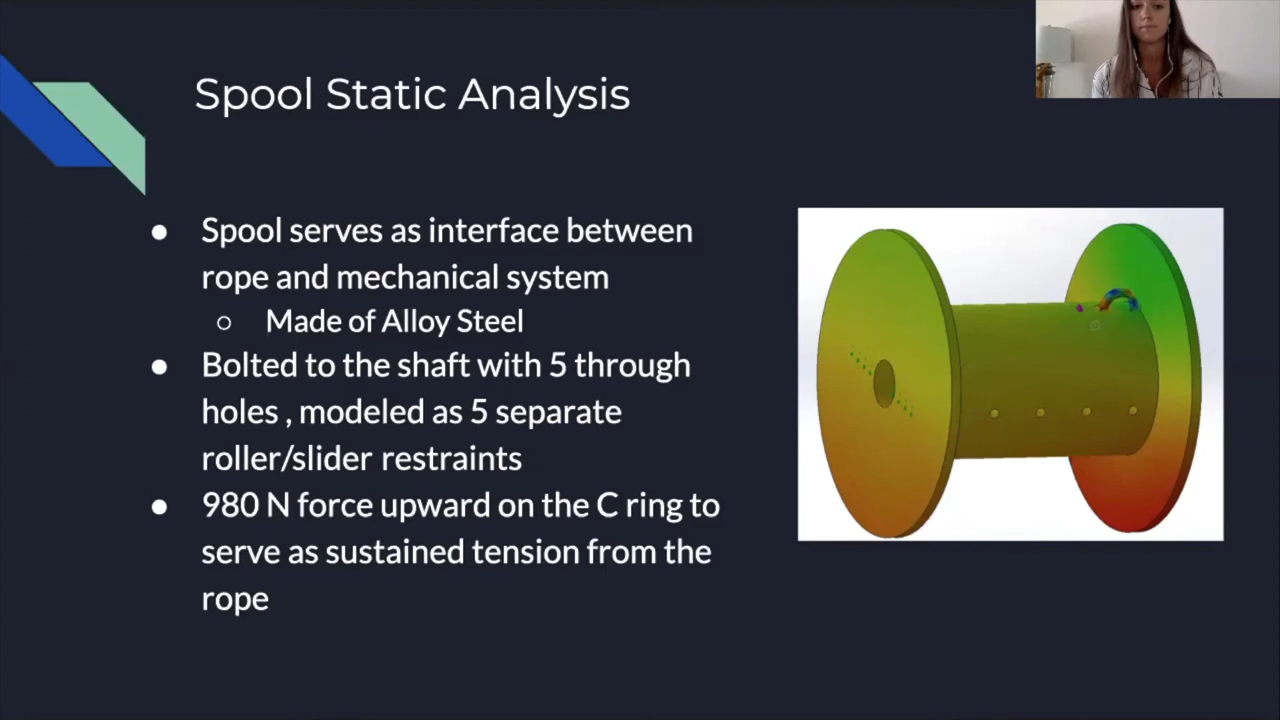 Spool Static Analysis
● Spool serves as interface between
rope and mechanical system
○ Made of Alloy Steel
● Bolted to the shaft with 5 through
holes , modeled as 5 separate
roller/slider restraints
● 980 N force upward on the C ring to
serve as sustained tension from the
rope